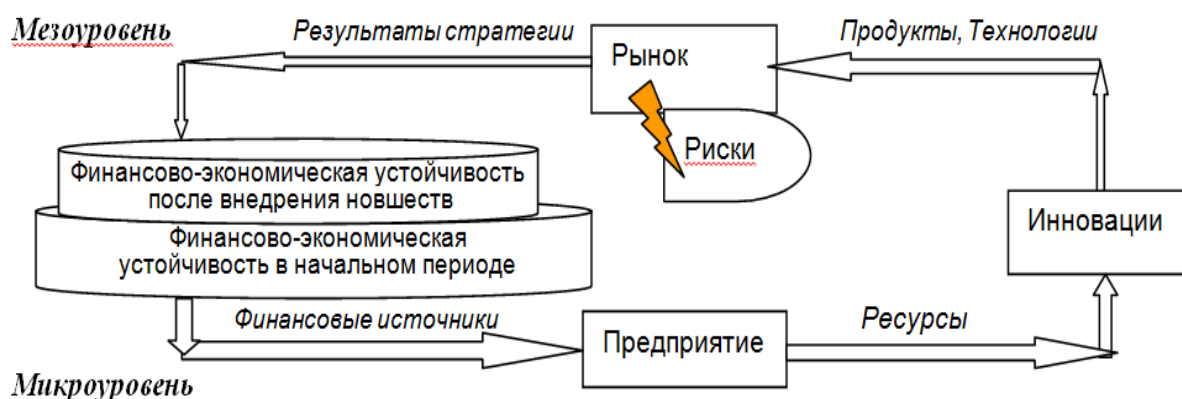 Мезоуровень
Результаты стратегии
Рынок
Продукты, Технологии
Риски
Финансово-экономическая устойчивость
после внедрения новшеств
Финансово-экономическая
устойчивость в начальном периоде
Инновации
Финансовые источники
Предприятие
Ресурсы
Микроуровень